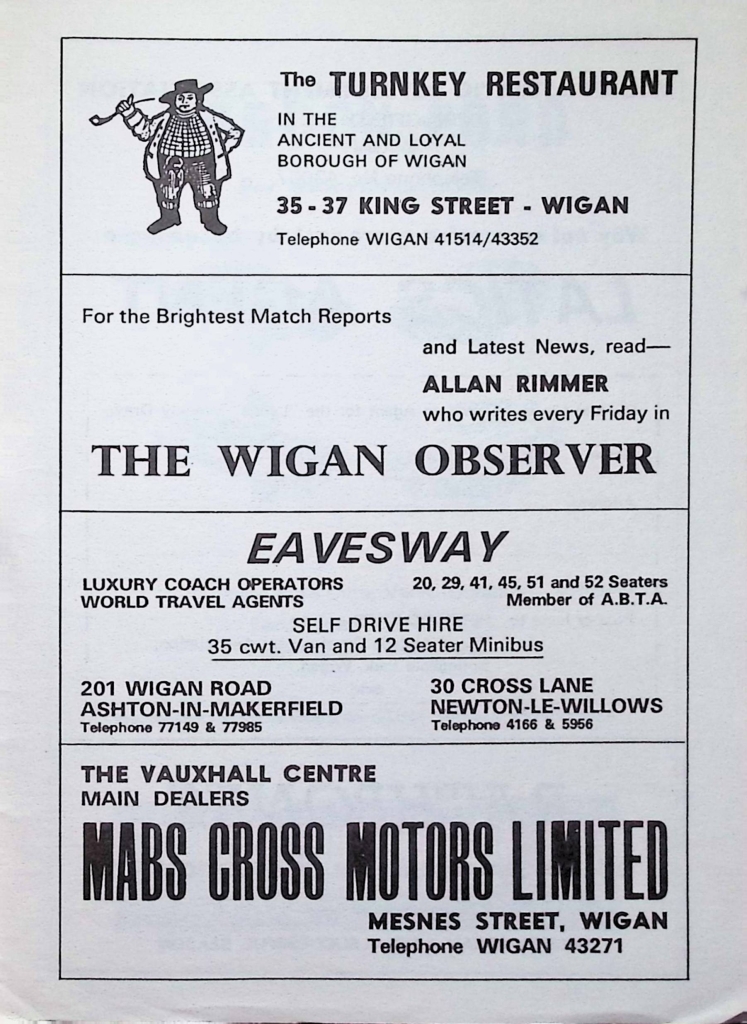 The TURNKEY RESTAURANT
IN THE
ANCIENT AND LOYAL
BOROUGH OF WIGAN
35 - 37 KING STREET - WIGAN
Telephone WIGAN 41514/43352
For the Brightest Match Reports
and Latest News, read—
ALLAN RIMMER
who writes every Friday in
THE WIGAN OBSERVER
EAVESWAY
LUXURY COACH OPERATORS
WORLD TRAVEL AGENTS
20, 29, 41, 45, 51 and 52 Seaters
Member of A.B.T.A.
SELF DRIVE HIRE
35 cwt. Van and 12 Seater Minibus
201 WIGAN ROAD
ASHTON-IN-MAKERFIELD
Telephone 77149 & 77985
30 CROSS LANE
NEWTON-LE-WILLOWS
Telephone 4166 & 5956
THE VAUXHALL CENTRE
MAIN DEALERS
MABS CROSS MOTORS LIMITED
MESNES STREET, WIGAN
Telephone WIGAN 43271